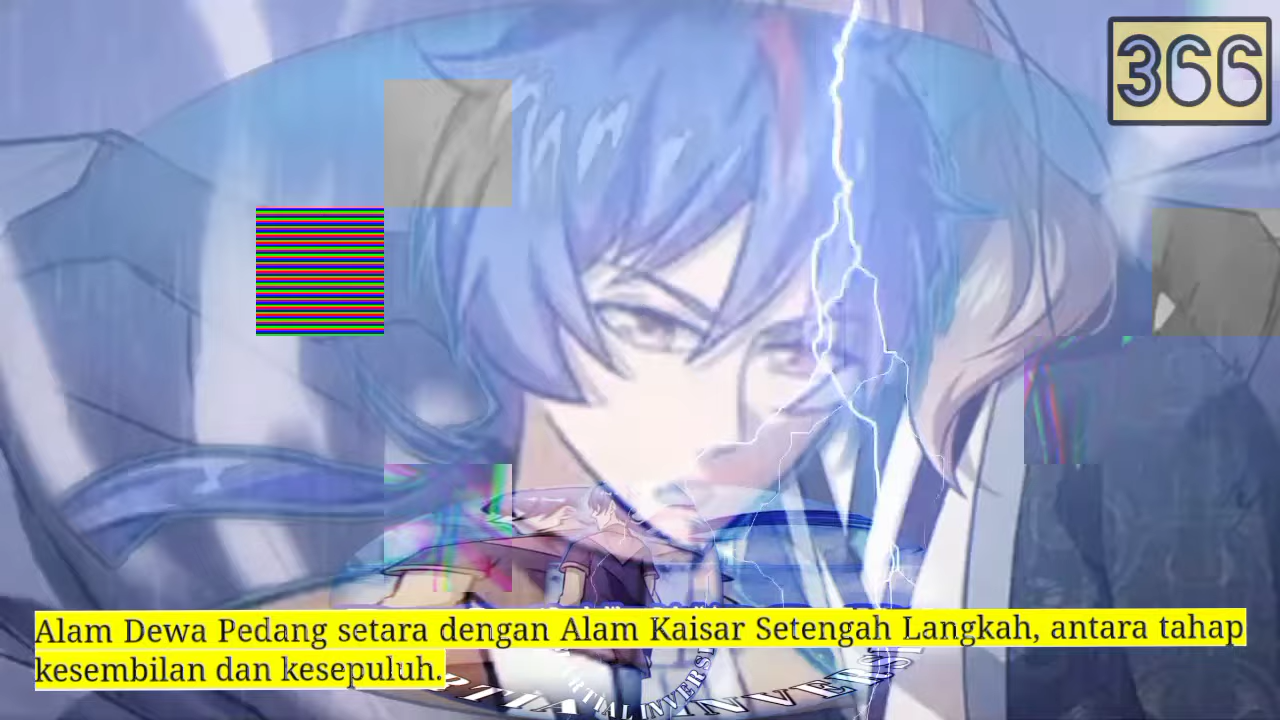 366
Alam Dewa Pedang setara dengan Alam Kaisar Setengah Langkah, antara tahap
kesembilan dan kesepuluh.